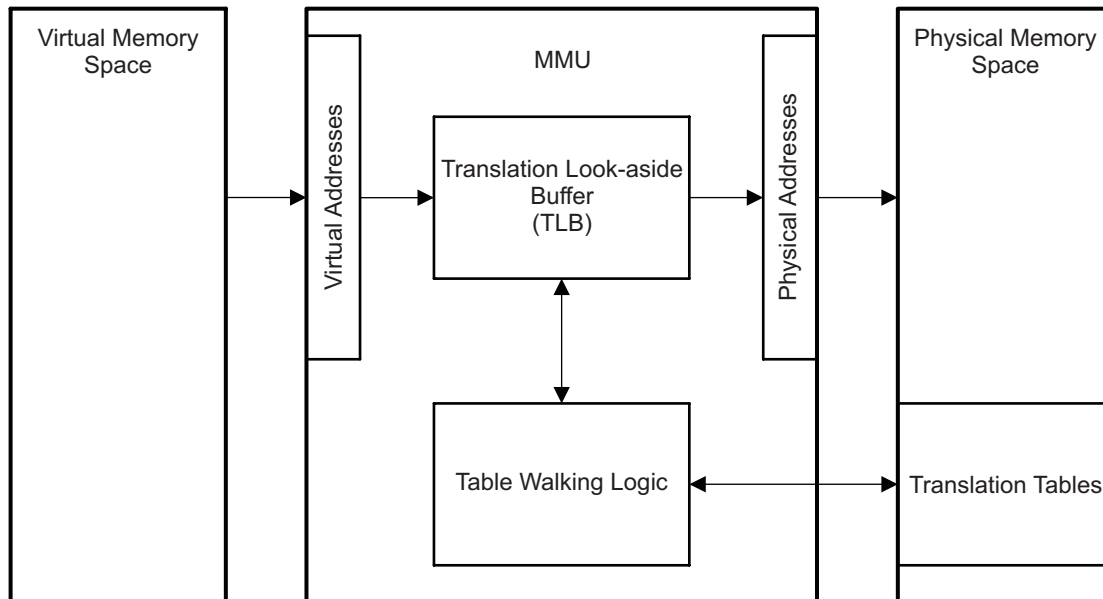 Virtual Memory
Space
MMU
Physical Memory
Space
Virtual Addresses
Translation Look-aside
Buffer
(TLB)
Physical Addresses
Table Walking Logic
Translation Tables